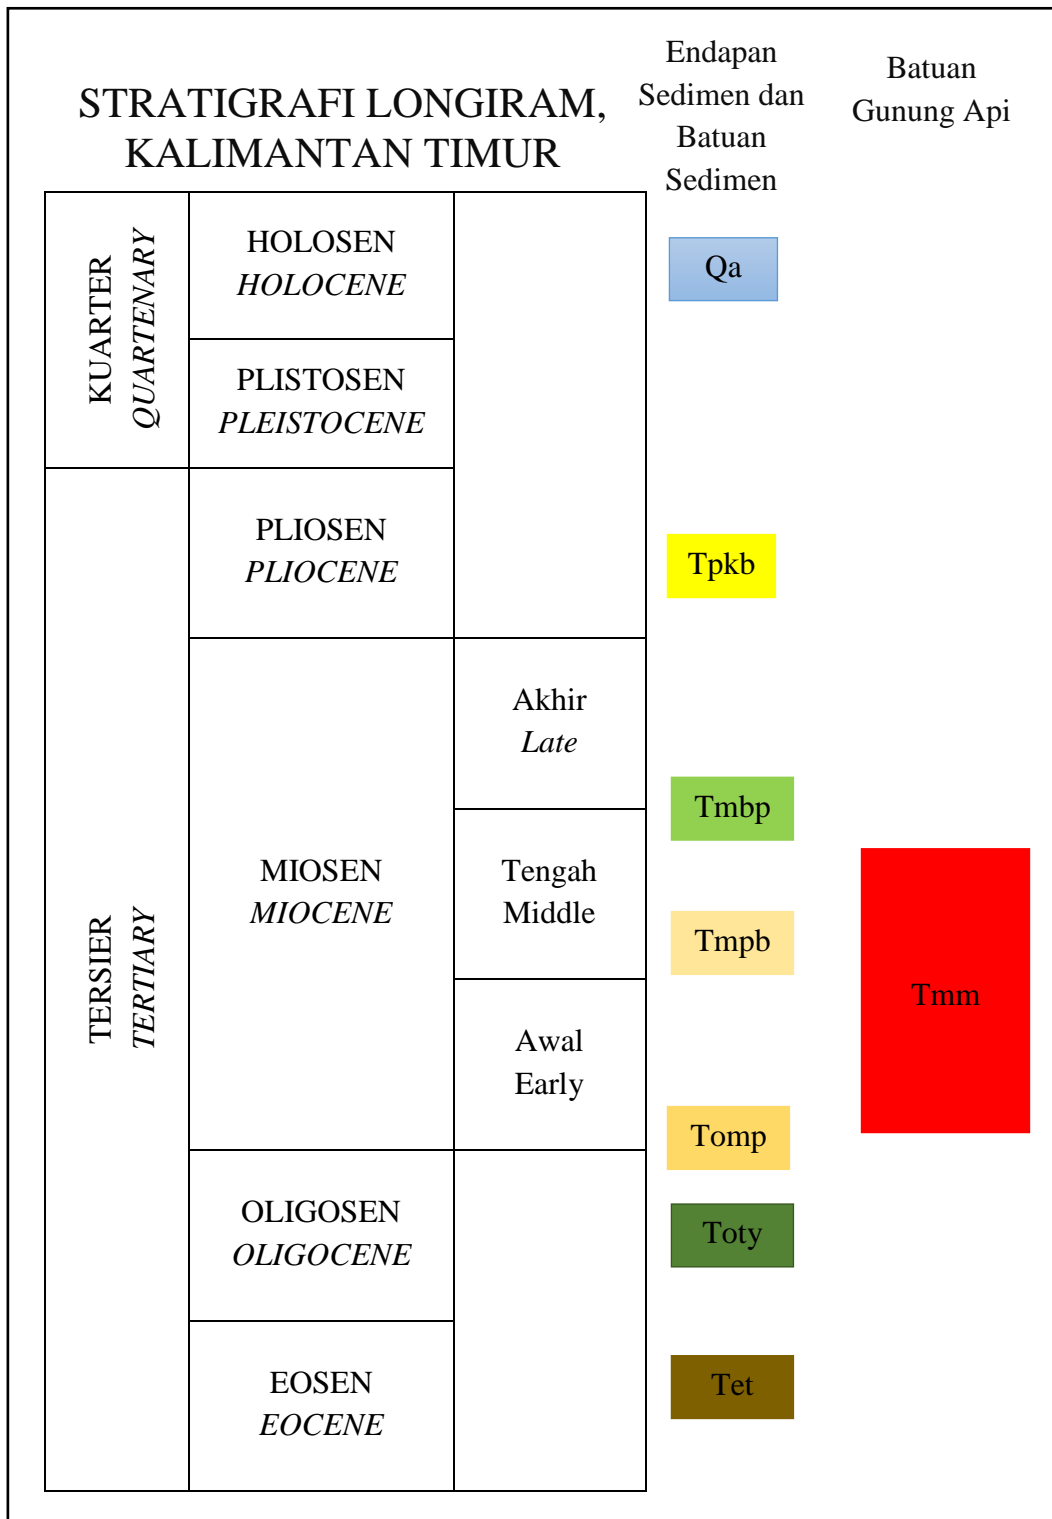 STRATIGRAFI LONGIRAM,
KALIMANTAN TIMUR
Endapan
Sedimen dan
Batuan
Sedimen
Batuan
Gunung Api
KUARTER
QUARTENARY
HOLOSEN
HOLOCENE
Qa
PLISTOSEN
PLEISTOCENE
TERSIER
TERTIARY
PLIOSEN
PLIOCENE
Tpkb
MIOSEN
MIOCENE
Akhir
Late
Tmbp
Tengah
Middle
Tmpb
Tmm
Awal
Early
Tomp
OLIGOSEN
OLIGOCENE
Toty
EOSEN
EOCENE
Tet